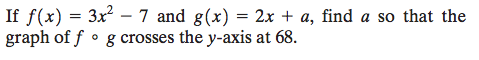 If f(x) = 3x² − 7 and g(x) = 2x + a, find a so that the
graph of f ∘ g crosses the y-axis at 68.